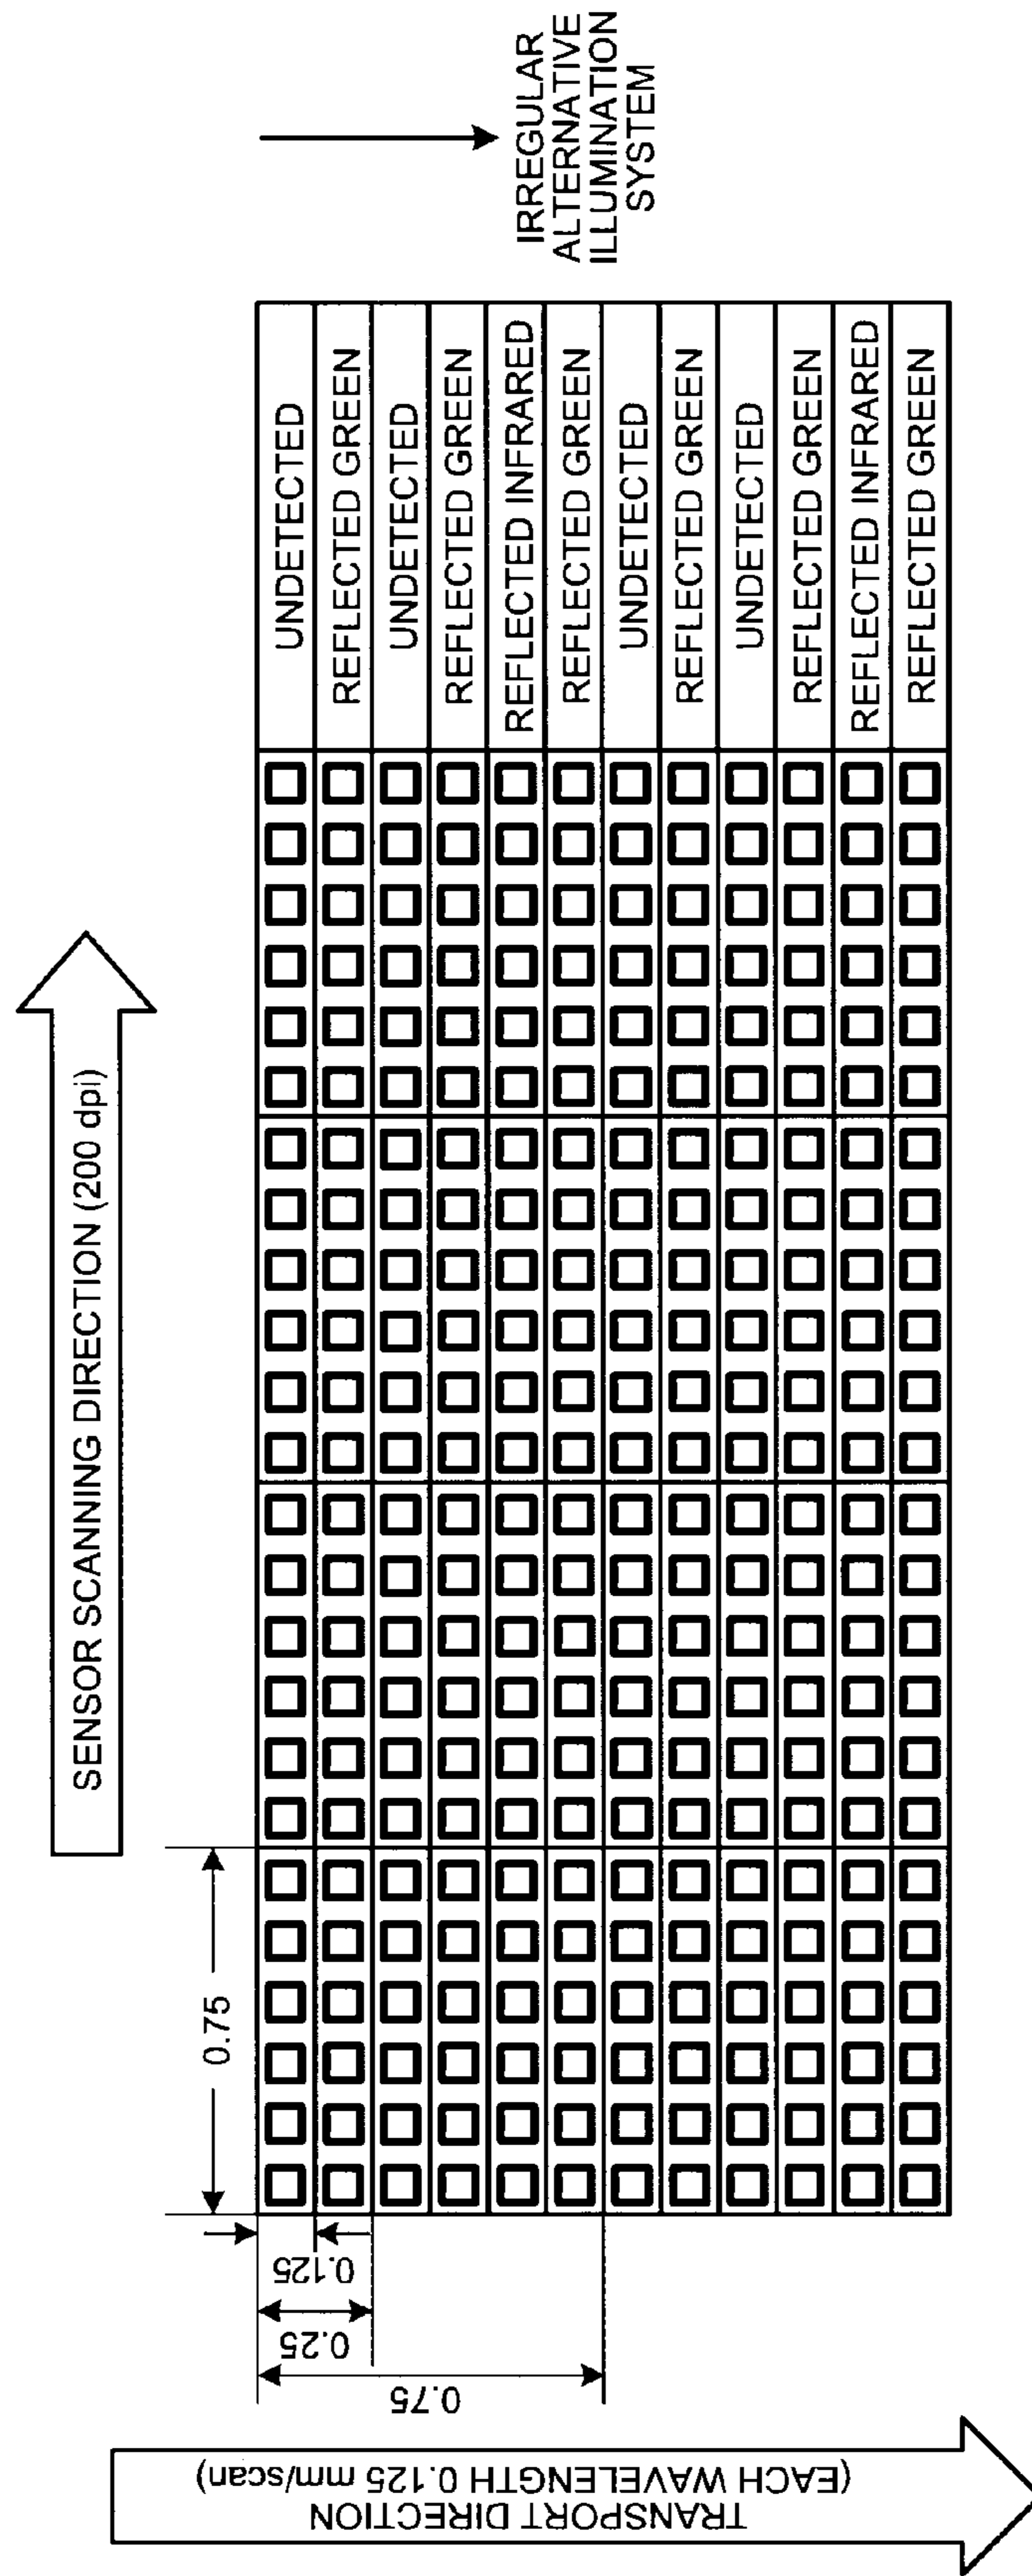 SENSOR SCANNING DIRECTION (200 dpi)
TRANSPORT DIRECTION
(EACH WAVELENGTH 0.125 mm/scan)
0.75
0.125
0.25
0.75
UNDETECTED
REFLECTED GREEN
UNDETECTED
REFLECTED GREEN
REFLECTED INFRARED
REFLECTED GREEN
UNDETECTED
REFLECTED GREEN
UNDETECTED
REFLECTED GREEN
REFLECTED INFRARED
REFLECTED GREEN
IRREGULAR
ALTERNATIVE
ILLUMINATION
SYSTEM